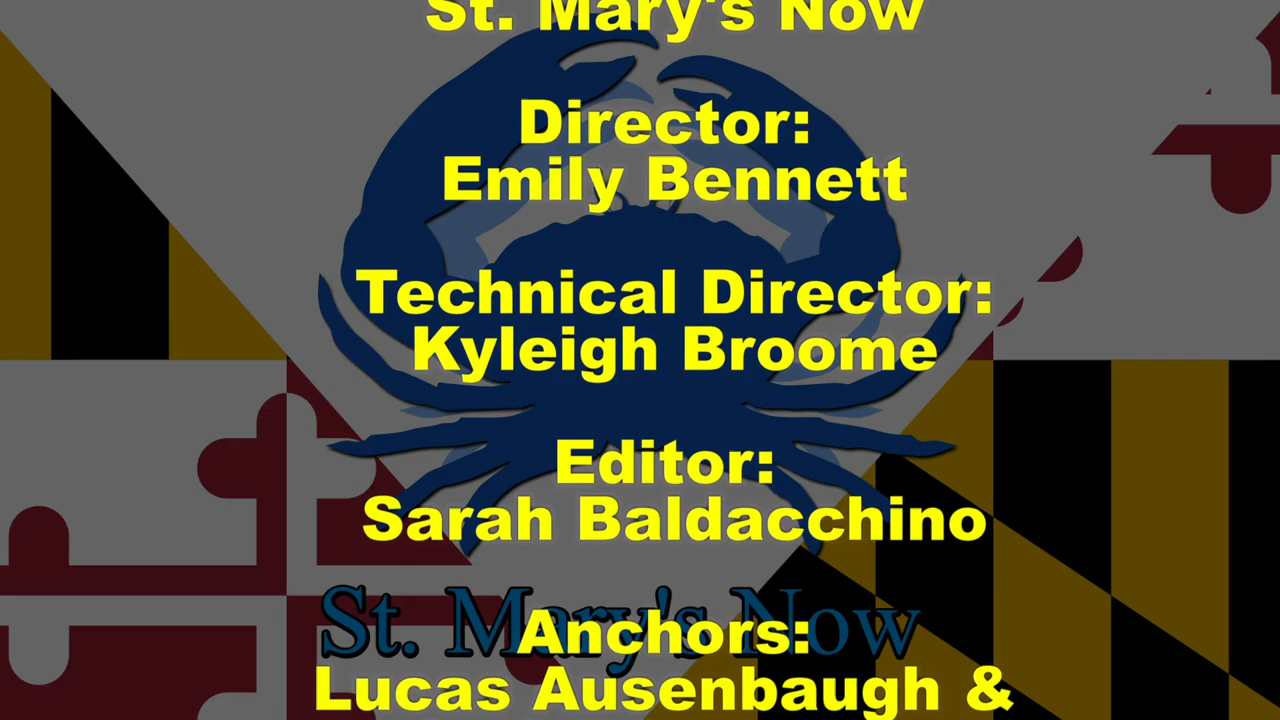 St. Mary's Now
Director:
Emily Bennett
Technical Director:
Kyleigh Broome
Editor:
Sarah Baldacchino
St. Mary's Now
Anchors:
Lucas Ausenbaugh &